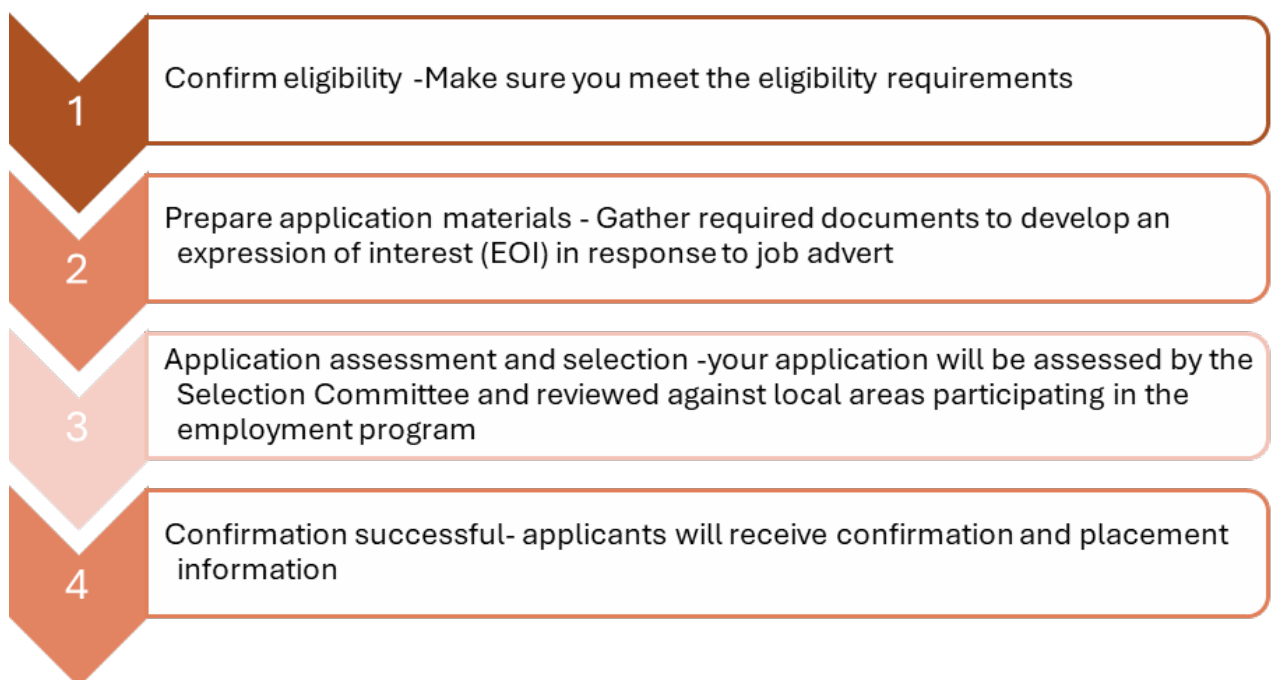 1
Confirm eligibility -Make sure you meet the eligibility requirements
2
Prepare application materials - Gather required documents to develop an
expression of interest (EOI) in response to job advert
3
Application assessment and selection -your application will be assessed by the
Selection Committee and reviewed against local areas participating in the
employment program
4
Confirmation successful- applicants will receive confirmation and placement
information